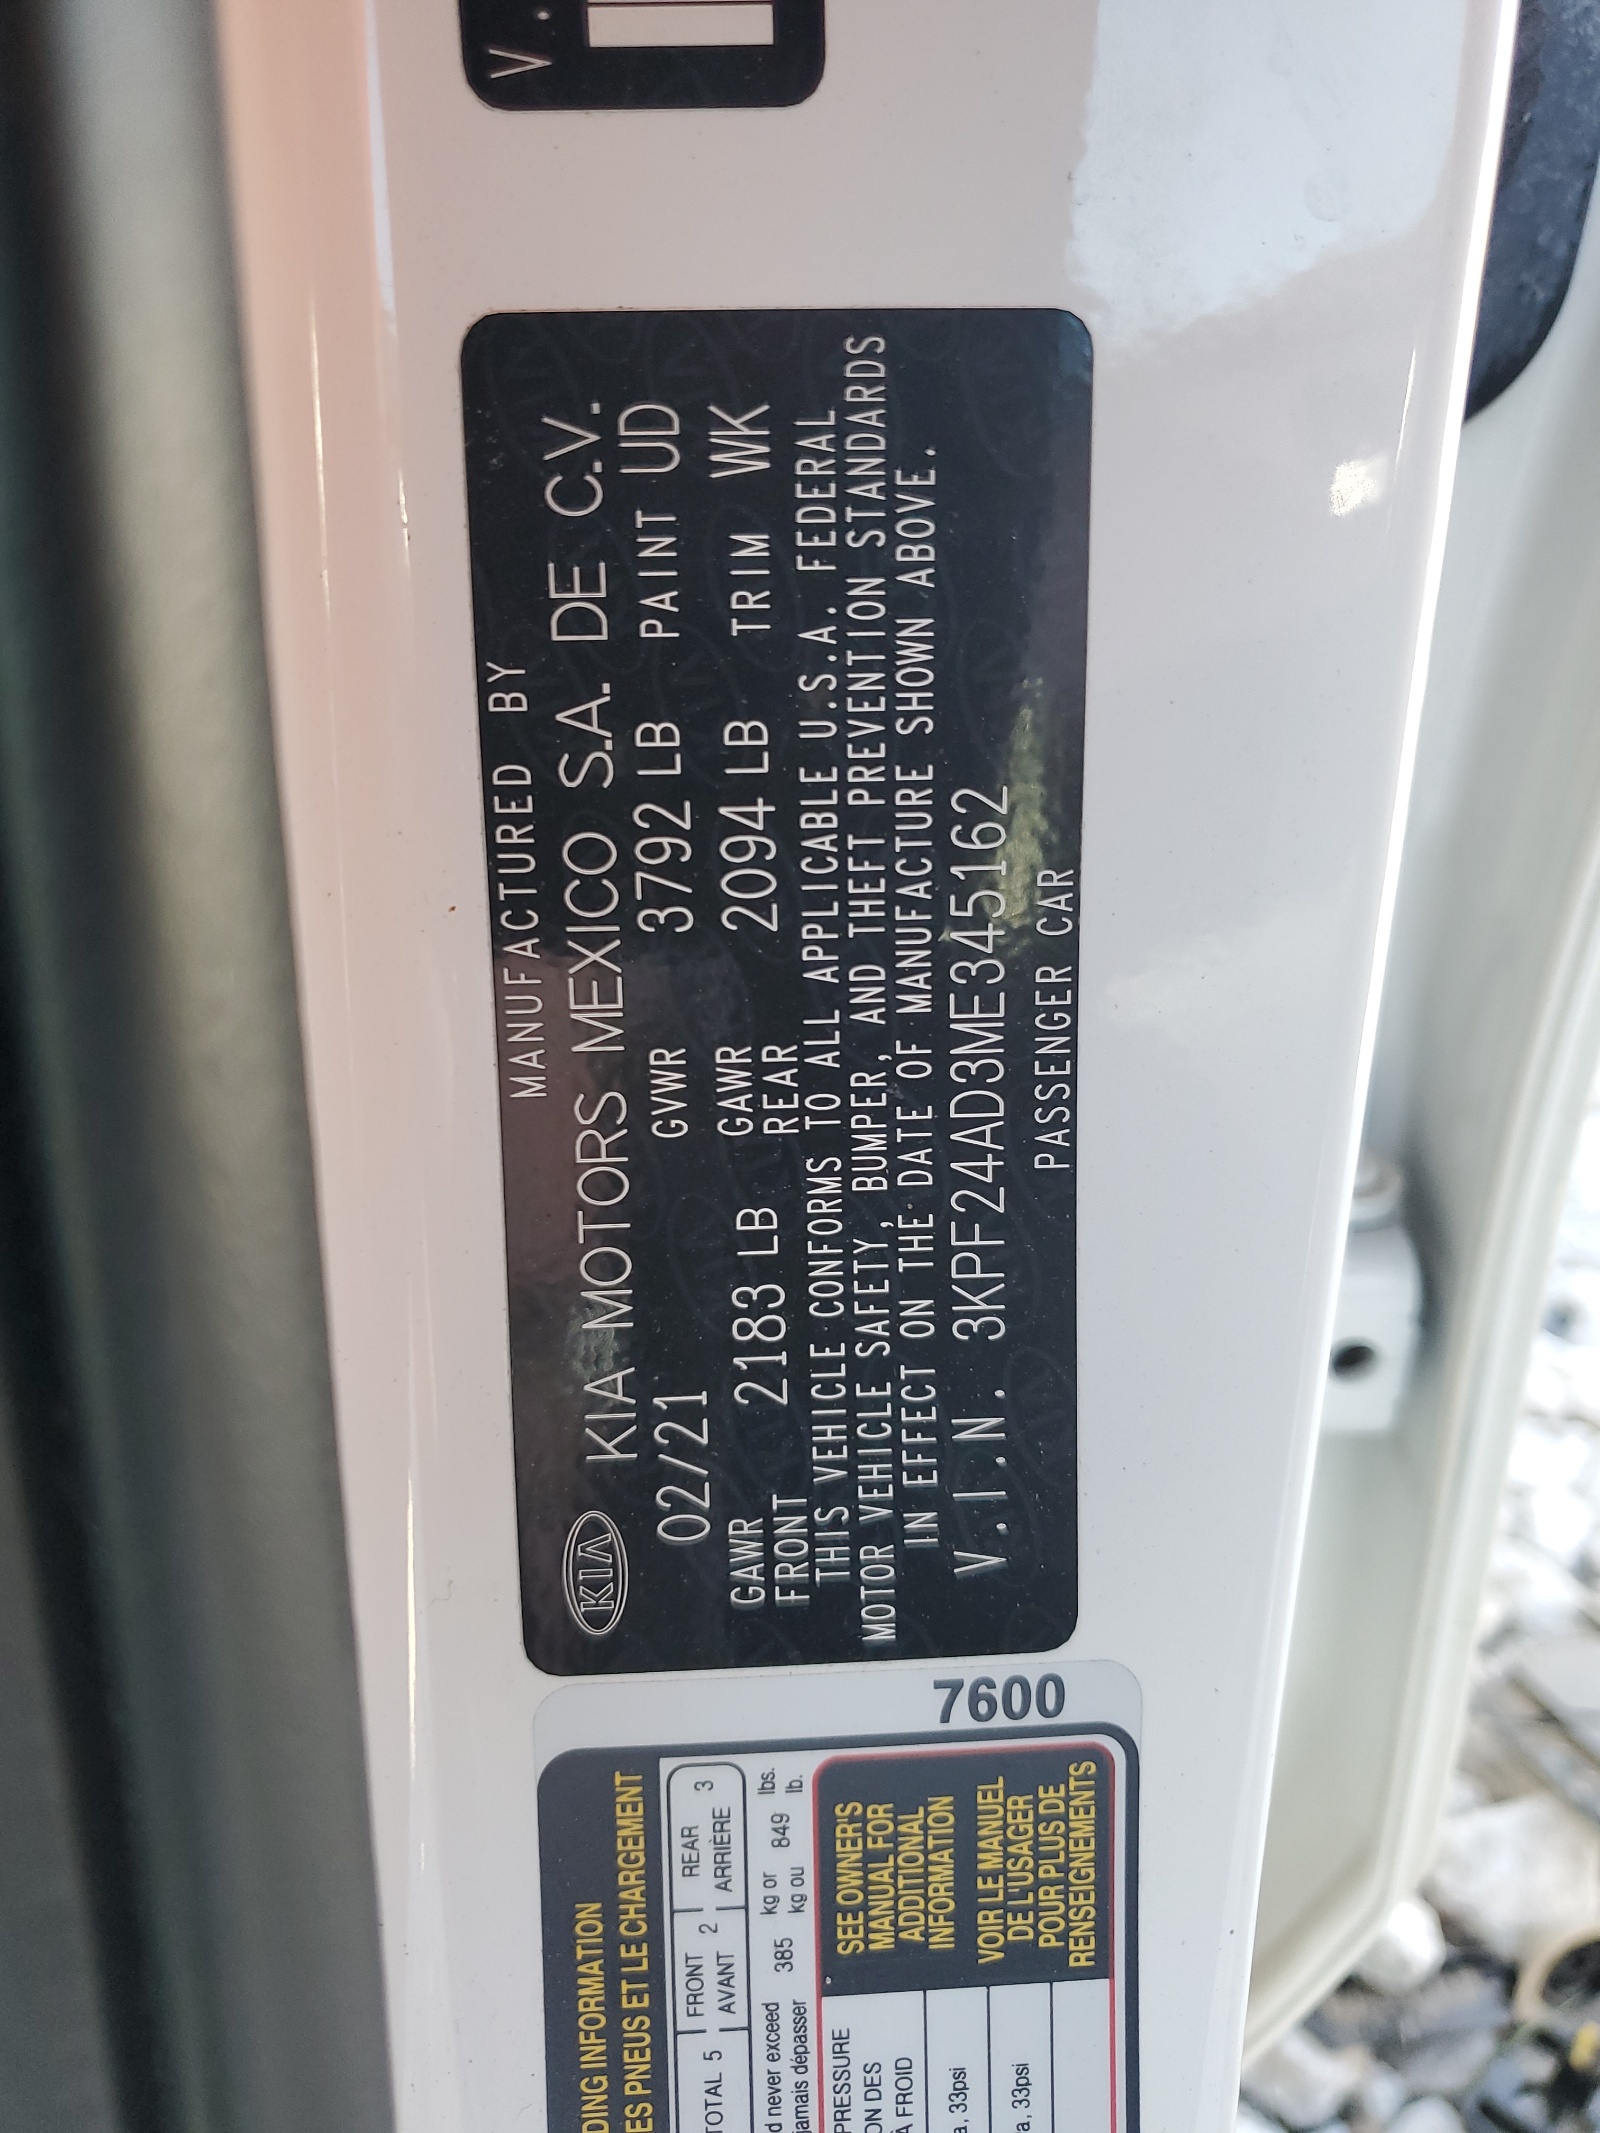 V.
MANUFACTURED BY
KIA KIA MOTORS MEXICO S.A. DE C.V.
02/21 GVWR 3792 LB PAINT UD
GAWR FRONT 2183 LB GAWR REAR 2094 LB TRIM WK
THIS VEHICLE CONFORMS TO ALL APPLICABLE U.S.A. FEDERAL
MOTOR VEHICLE SAFETY, BUMPER, AND THEFT PREVENTION STANDARDS
IN EFFECT ON THE DATE OF MANUFACTURE SHOWN ABOVE.
V.I.N. 3KPF24AD3ME345162
PASSENGER CAR
7600
DING INFORMATION
ES PNEUS ET LE CHARGEMENT
TOTAL 5 FRONT AVANT 2 REAR ARRIÈRE 3
d never exceed 385 kg or 849 lbs.
jamais dépasser kg ou lb.
PRESSURE
ON DES
À FROID
a, 33psi
a, 33psi
SEE OWNER'S
MANUAL FOR
ADDITIONAL
INFORMATION
VOIR LE MANUEL
DE L'USAGER
POUR PLUS DE
RENSEIGNEMENTS